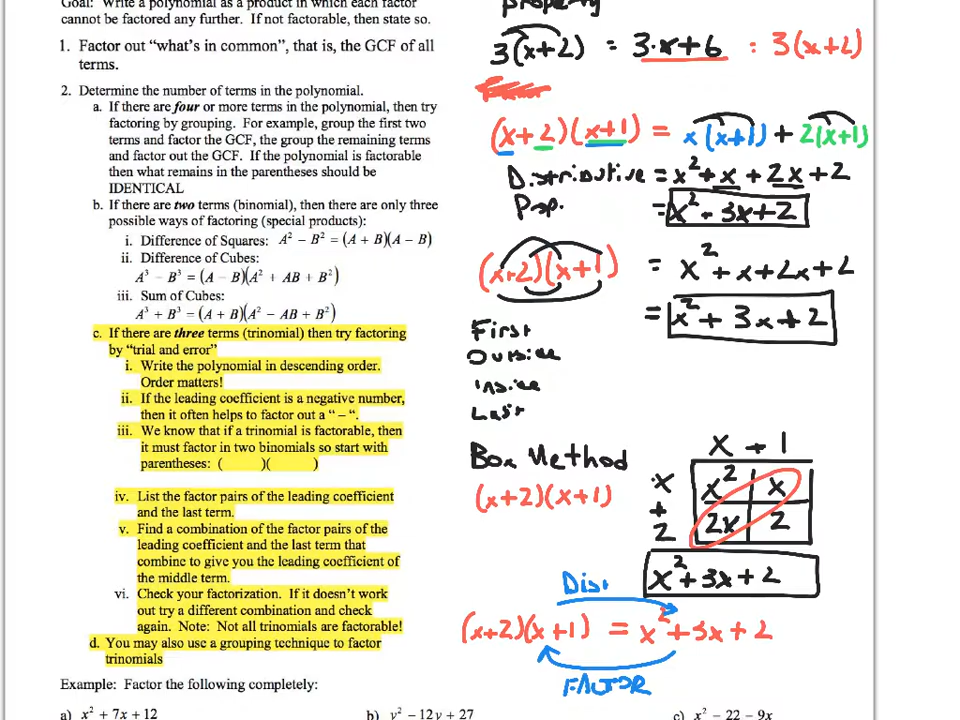 Goal: Write a polynomial as a product in which each factor
cannot be factored any further. If not factorable, then state so.
1. Factor out “what’s in common”, that is, the GCF of all
terms.
2. Determine the number of terms in the polynomial.
a. If there are four or more terms in the polynomial, then try
factoring by grouping. For example, group the first two
terms and factor the GCF, the group the remaining terms
and factor out the GCF. If the polynomial is factorable
then what remains in the parentheses should be
IDENTICAL
b. If there are two terms (binomial), then there are only three
possible ways of factoring (special products):
i. Difference of Squares: A² − B² = (A + B)(A − B)
ii. Difference of Cubes:
A³ − B³ = (A − B)(A² + AB + B²)
iii. Sum of Cubes:
A³ + B³ = (A + B)(A² − AB + B²)
c. If there are three terms (trinomial) then try factoring
by “trial and error”
i. Write the polynomial in descending order.
Order matters!
ii. If the leading coefficient is a negative number,
then it often helps to factor out a “ – “.
iii. We know that if a trinomial is factorable, then
it must factor in two binomials so start with
parentheses: ( )( )
iv. List the factor pairs of the leading coefficient
and the last term.
v. Find a combination of the factor pairs of the
leading coefficient and the last term that
combine to give you the leading coefficient of
the middle term.
vi. Check your factorization. If it doesn’t work
out try a different combination and check
again. Note: Not all trinomials are factorable!
d. You may also use a grouping technique to factor
trinomials
Example: Factor the following completely:
a) x² + 7x + 12
b) y² − 12y + 27
c) x² − 22 − 9x
Property
3(x+2) = 3·x+6 = 3(x+2)
(x+2)(x+1) = x(x+1) + 2(x+1)
Distributive = x² + x + 2x + 2
Prop. = x² - 3x+2
(x+2)(x+1) = x² + x + 2x + 2
= x² + 3x + 2
First
Outside
Inside
Last
Box Method
(x+2)(x+1)
x + 1
x x² x
+
2 2x 2
x² + 3x + 2
Dist
(x+2)(x+1) = x² + 3x + 2
FACTOR